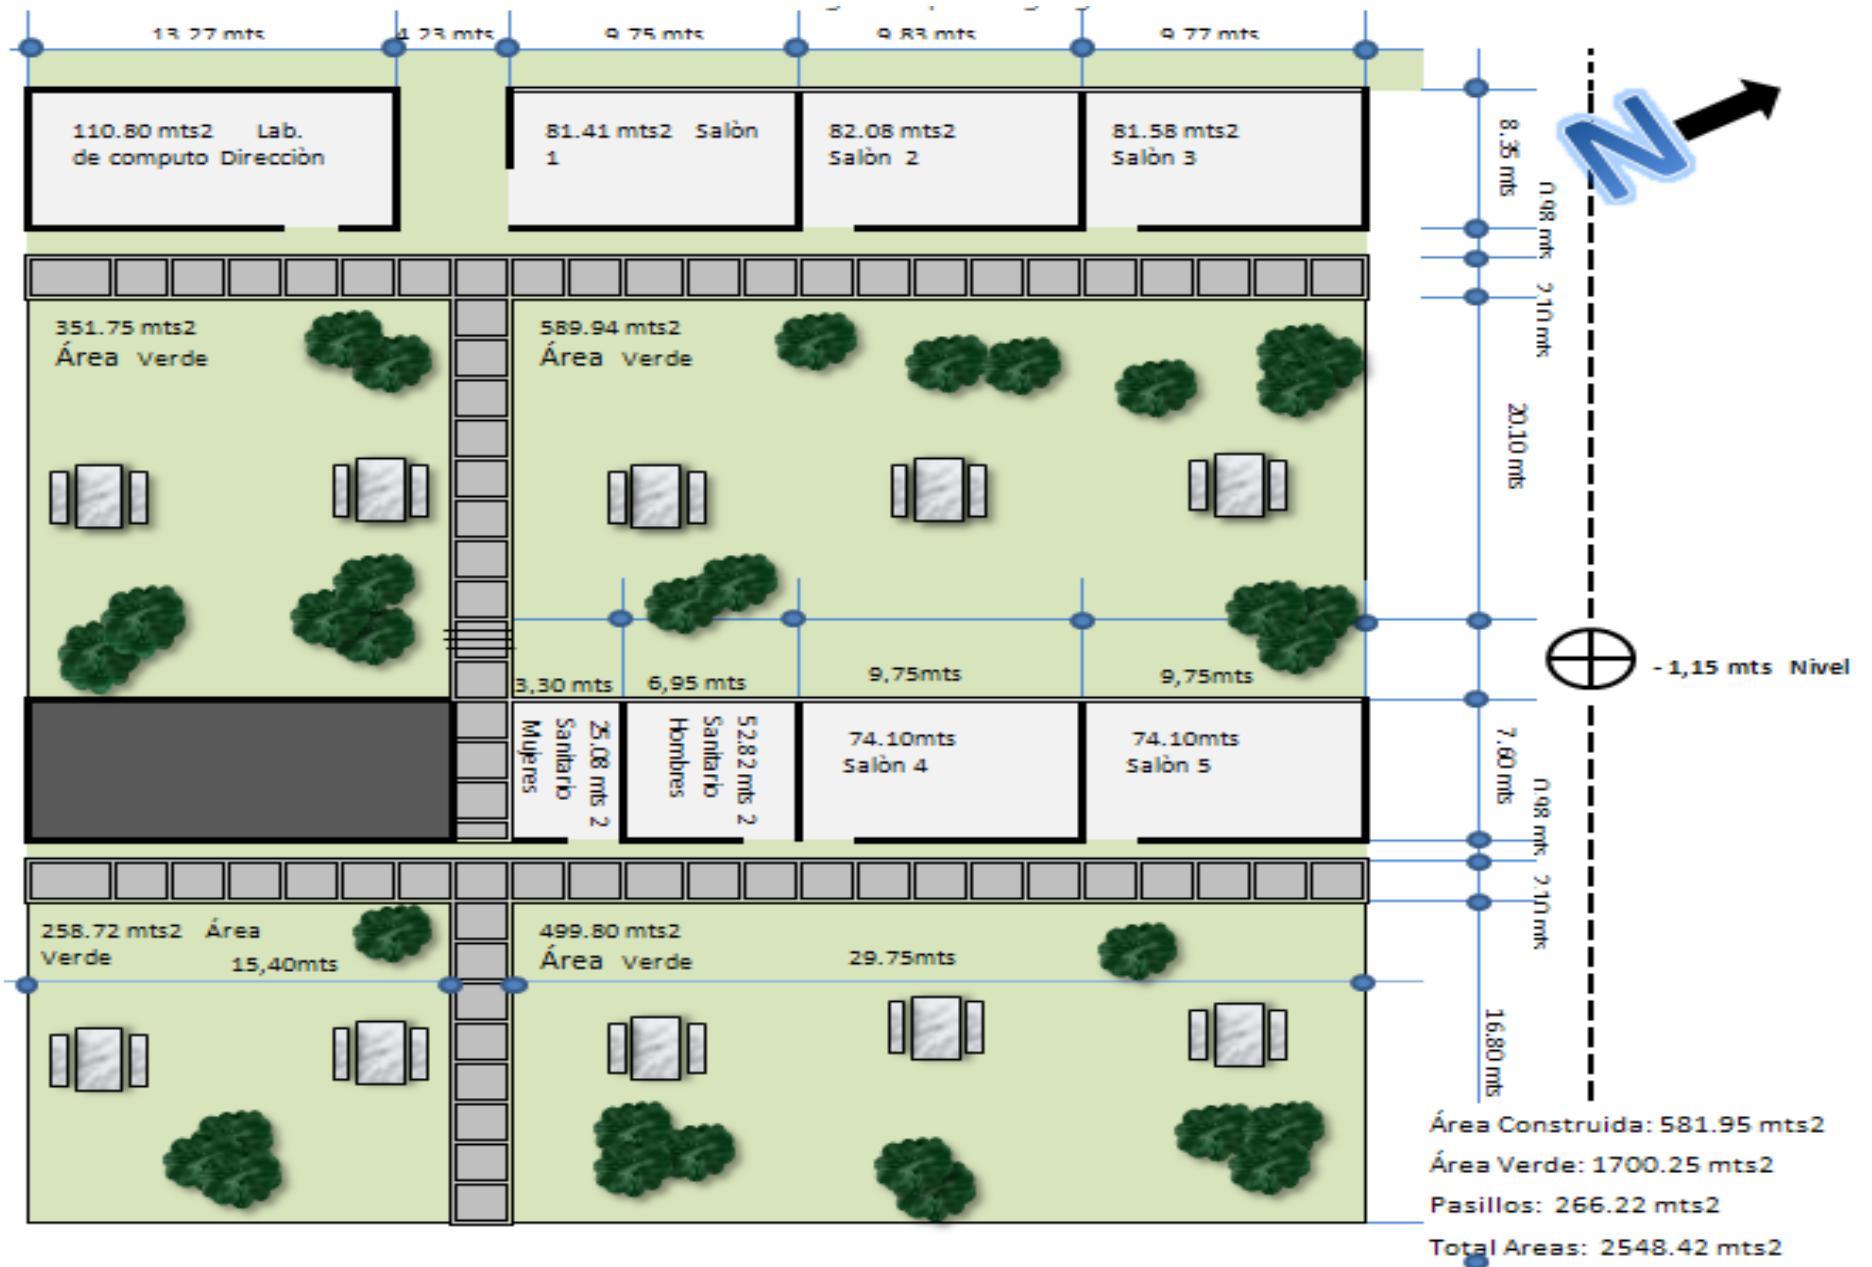 13.27 mts 4.23 mts 9.75 mts 9.83 mts 9.77 mts
110.80 mts2 Lab.
de computo Direcciòn
81.41 mts2 Salòn
1
82.08 mts2
Salòn 2
81.58 mts2
Salòn 3
8.35 mts
N
0.98 mts
2.10 mts
351.75 mts2
Área verde
589.94 mts2
Área verde
20.10 mts
- 1,15 mts Nivel
3,30 mts 6,95 mts 9,75mts 9,75mts
25.08 mts 2
Sanitario
Mujeres
52.82 mts 2
Sanitario
Hombres
74.10mts
Salòn 4
74.10mts
Salòn 5
7.60 mts
0.98 mts
2.10 mts
258.72 mts2 Área
verde
15,40mts
499.80 mts2
Área verde
29.75mts
16.80 mts
Área Construida: 581.95 mts2
Área Verde: 1700.25 mts2
Pasillos: 266.22 mts2
Total Areas: 2548.42 mts2